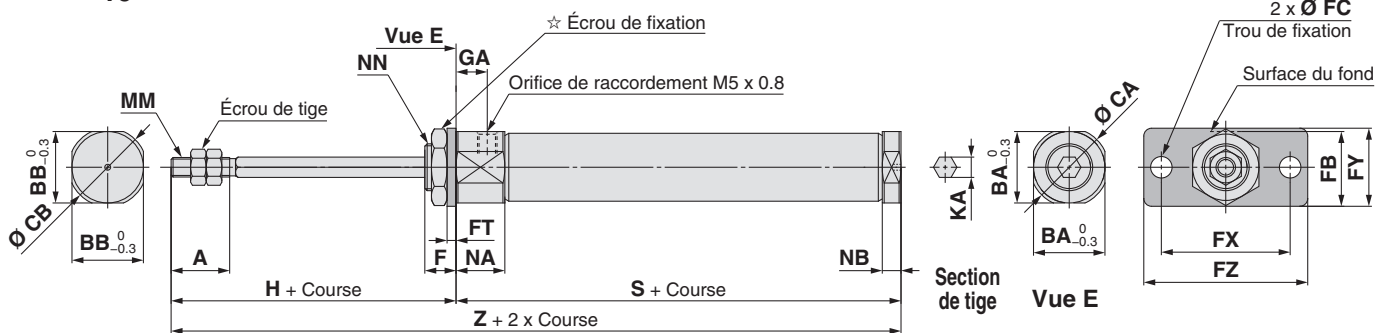 2 x Ø FC
Trou de fixation
☆ Écrou de fixation
Vue E
GA
NN
Orifice de raccordement M5 x 0.8
Surface du fond
MM
Écrou de tige
Ø CA
BB 0 -0.3
Ø CB
BB 0 -0.3
A
F
FT
NA
NB
KA
BA 0 -0.3
BA 0 -0.3
FB
FY
FX
FZ
H + Course
S + Course
Z + 2 x Course
Section
de tige
Vue E